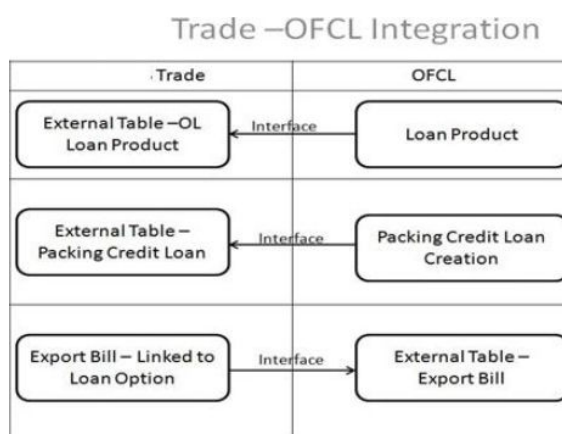 Trade –OFCL Integration
Trade
OFCL
External Table –OL
Loan Product
Interface
Loan Product
External Table –
Packing Credit Loan
Interface
Packing Credit Loan
Creation
Export Bill – Linked to
Loan Option
Interface
External Table –
Export Bill